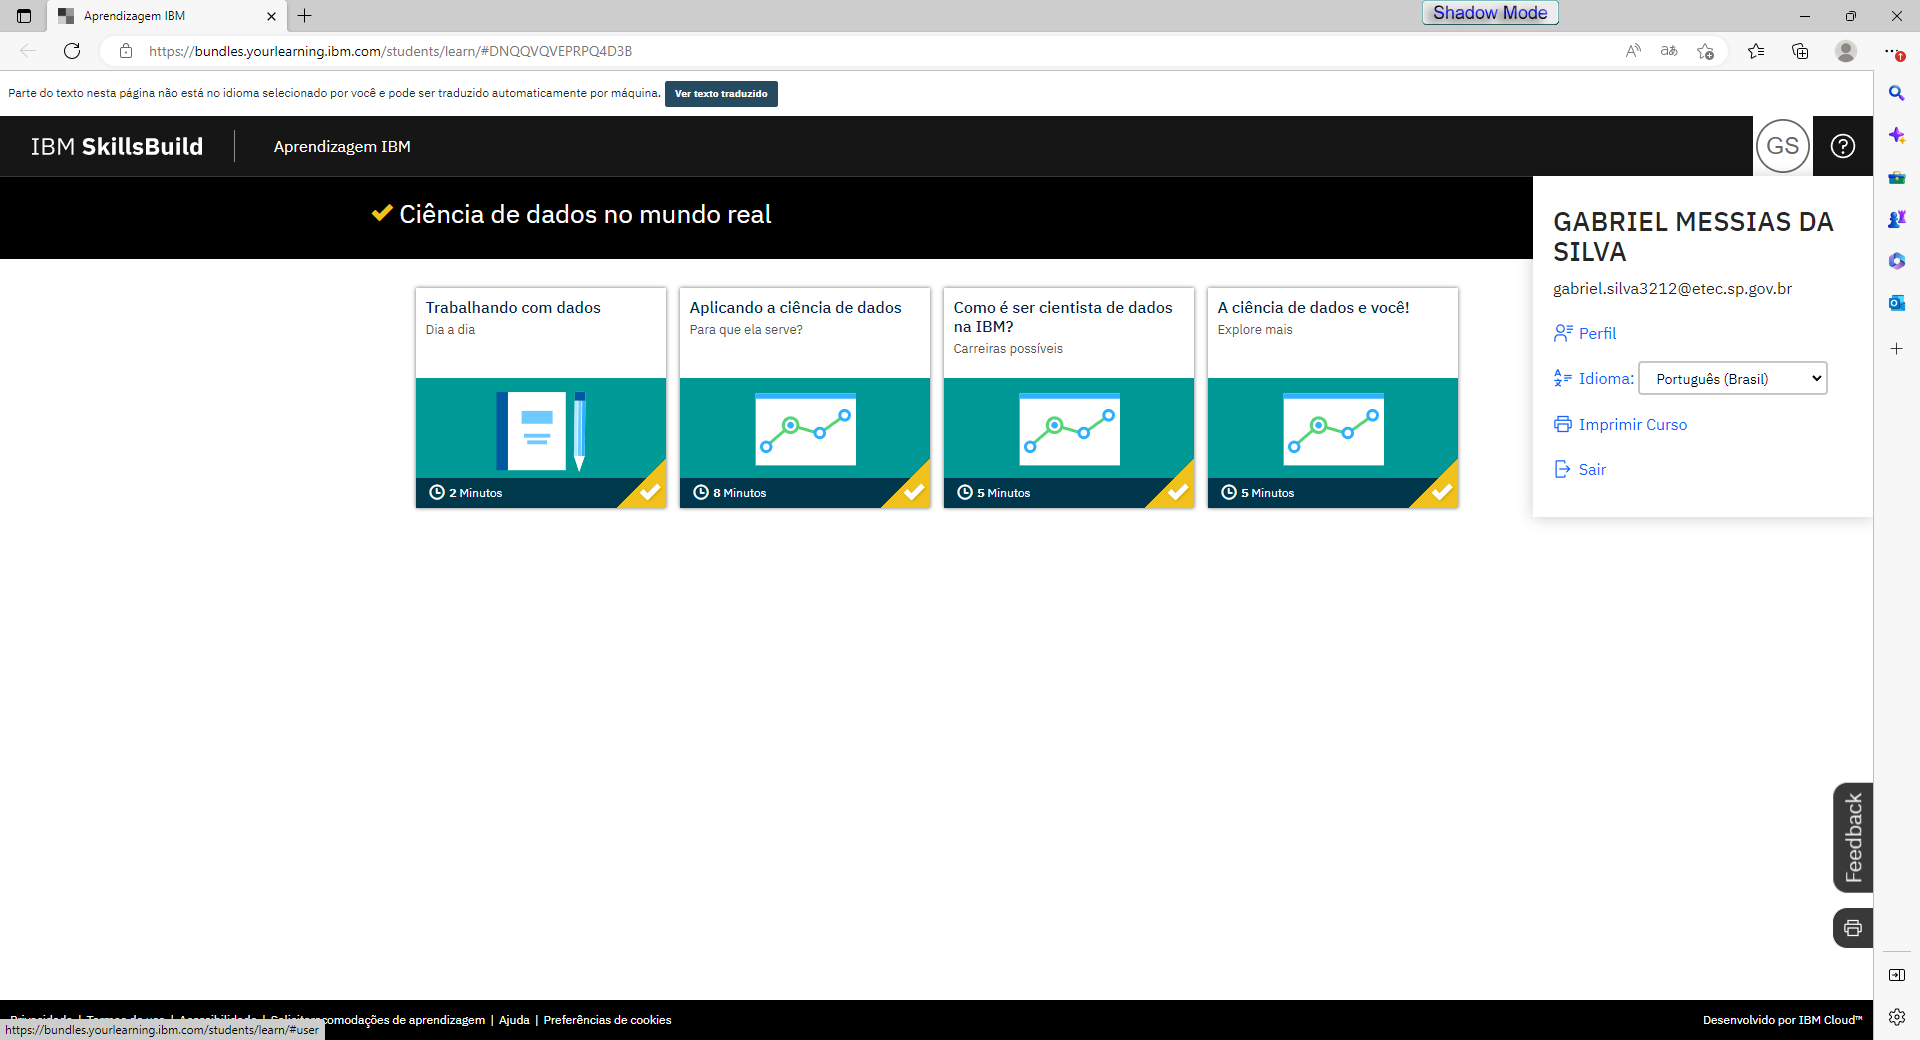 Aprendizagem IBM
Shadow Mode
https://bundles.yourlearning.ibm.com/students/learn/#DNQQVQVEPRPQ4D3B
Parte do texto nesta página não está no idioma selecionado por você e pode ser traduzido automaticamente por máquina. Ver texto traduzido
IBM SkillsBuild Aprendizagem IBM GS
Ciência de dados no mundo real
GABRIEL MESSIAS DA
SILVA
gabriel.silva3212@etec.sp.gov.br
Perfil
Idioma: Português (Brasil)
Imprimir Curso
Sair
Trabalhando com dados
Dia a dia
2 Minutos
Aplicando a ciência de dados
Para que ela serve?
8 Minutos
Como é ser cientista de dados
na IBM?
Carreiras possíveis
5 Minutos
A ciência de dados e você!
Explore mais
5 Minutos
Feedback
comodações de aprendizagem | Ajuda | Preferências de cookies
Desenvolvido por IBM Cloud™
https://bundles.yourlearning.ibm.com/students/learn/#user